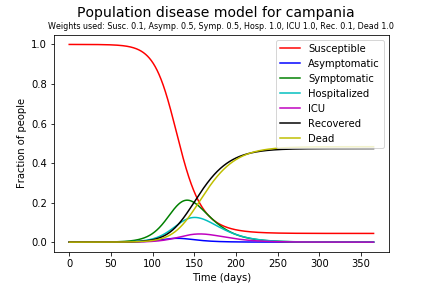 Population disease model for campania
Weights used: Susc. 0.1, Asymp. 0.5, Symp. 0.5, Hosp. 1.0, ICU 1.0, Rec. 0.1, Dead 1.0
1.0
0.8
0.6
0.4
0.2
0.0
Fraction of people
Susceptible
Asymptomatic
Symptomatic
Hospitalized
ICU
Recovered
Dead
0 50 100 150 200 250 300 350
Time (days)